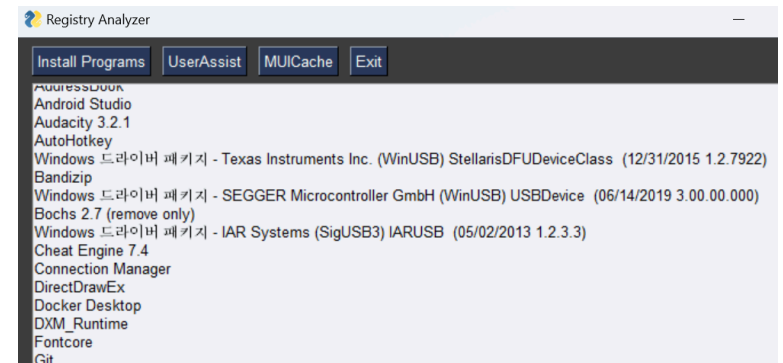 Registry Analyzer
Install Programs UserAssist MUICache Exit
AddressBook
Android Studio
Audacity 3.2.1
AutoHotkey
Windows 드라이버 패키지 - Texas Instruments Inc. (WinUSB) StellarisDFUDeviceClass  (12/31/2015 1.2.7922)
Bandizip
Windows 드라이버 패키지 - SEGGER Microcontroller GmbH (WinUSB) USBDevice  (06/14/2019 3.00.00.000)
Bochs 2.7 (remove only)
Windows 드라이버 패키지 - IAR Systems (SigUSB3) IARUSB  (05/02/2013 1.2.3.3)
Cheat Engine 7.4
Connection Manager
DirectDrawEx
Docker Desktop
DXM_Runtime
Fontcore
Git